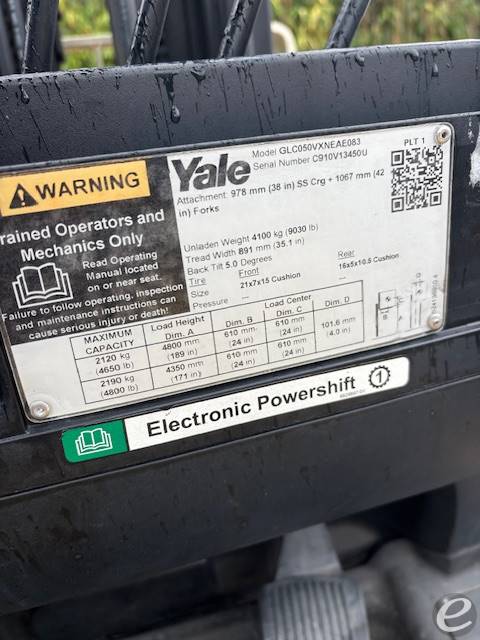 WARNING
rained Operators and
Mechanics Only
Read Operating
Manual located
on or near seat.
Failure to follow operating, inspection
and maintenance instructions can
cause serious injury or death.
Yale
Model GLC050VXNEAE083
Serial Number C910V13450U
PLT 1
Attachment: 978 mm (38 in) SS Crg + 1067 mm (42
in) Forks
Unladen Weight 4100 kg (9030 lb)
Tread Width 891 mm (35.1 in)
Back Tilt 5.0 Degrees
Tire Front Rear
Size 21x7x15 Cushion 16x5x10.5 Cushion
Pressure --- ---
MAXIMUM CAPACITY Load Height Dim. A Load Center Dim. B Dim. C Dim. D
2120 kg (4650 lb) 4800 mm (189 in) 610 mm (24 in) 610 mm (24 in) 101.6 mm (4.0 in)
2190 kg (4800 lb) 4350 mm (171 in) 610 mm (24 in) 610 mm (24 in)
Electronic Powershift 1
e